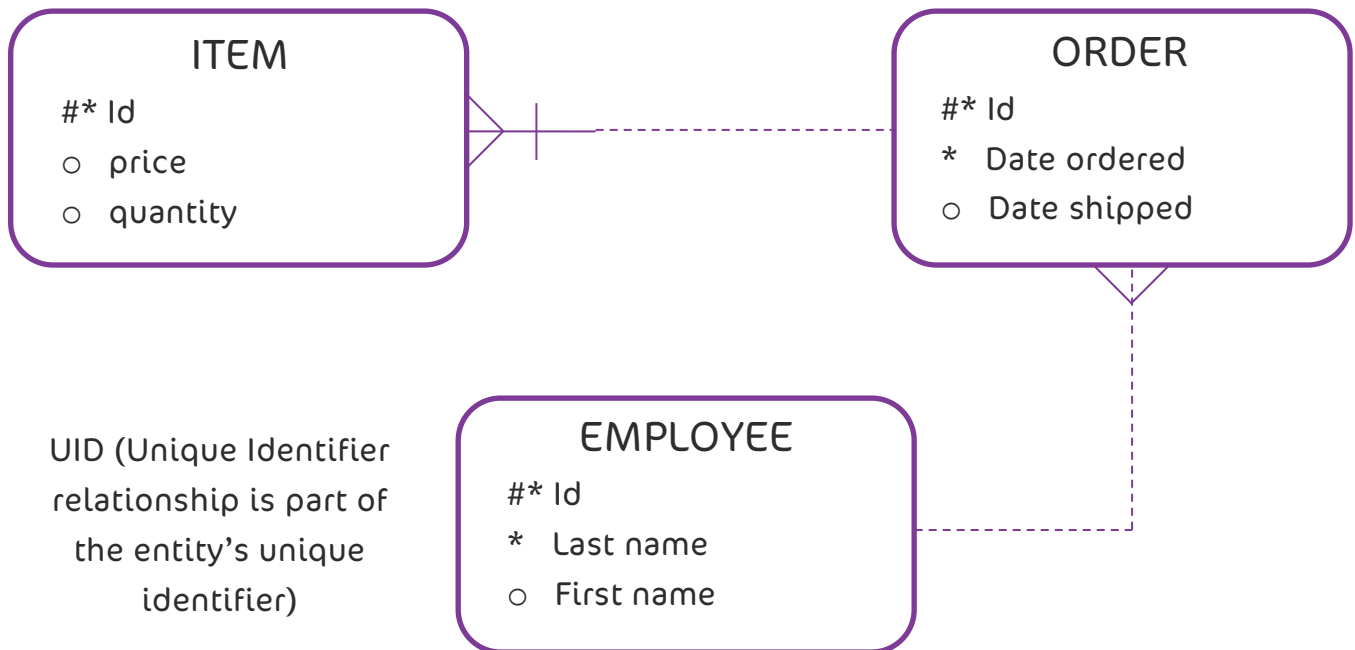 ITEM
#* Id
o price
o quantity
ORDER
#* Id
* Date ordered
o Date shipped
UID (Unique Identifier
relationship is part of
the entity’s unique
identifier)
EMPLOYEE
#* Id
* Last name
o First name